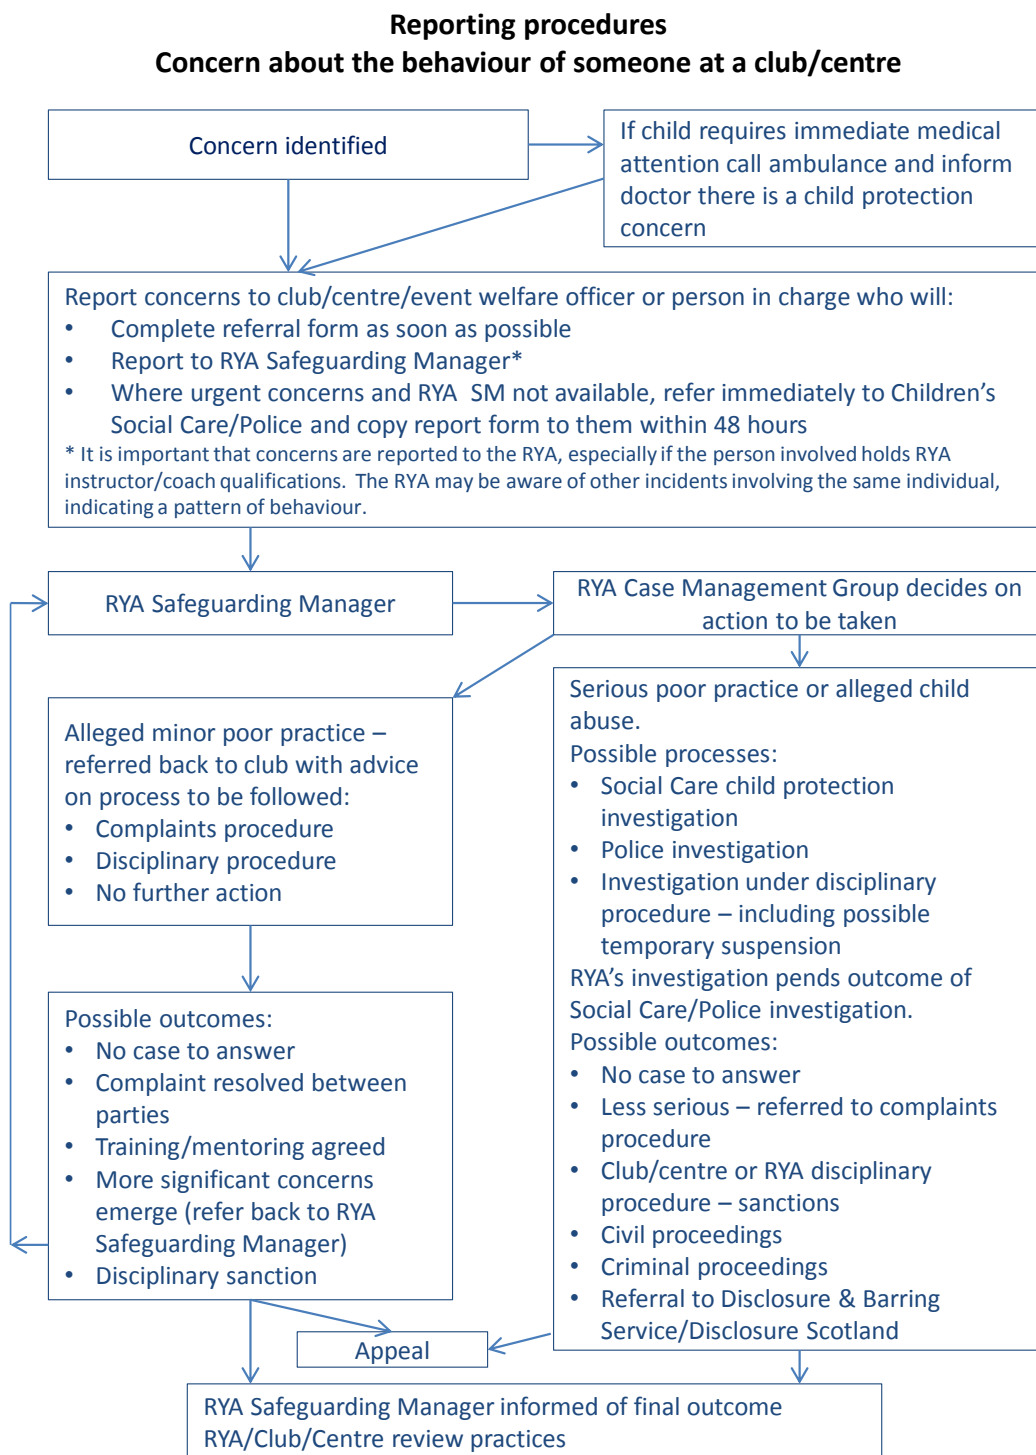 Reporting procedures
Concern about the behaviour of someone at a club/centre
Concern identified
If child requires immediate medical
attention call ambulance and inform
doctor there is a child protection
concern
Report concerns to club/centre/event welfare officer or person in charge who will:
• Complete referral form as soon as possible
• Report to RYA Safeguarding Manager*
• Where urgent concerns and RYA  SM not available, refer immediately to Children’s
Social Care/Police and copy report form to them within 48 hours
* It is important that concerns are reported to the RYA, especially if the person involved holds RYA
instructor/coach qualifications.  The RYA may be aware of other incidents involving the same individual,
indicating a pattern of behaviour.
RYA Safeguarding Manager
RYA Case Management Group decides on
action to be taken
Alleged minor poor practice –
referred back to club with advice
on process to be followed:
• Complaints procedure
• Disciplinary procedure
• No further action
Serious poor practice or alleged child
abuse.
Possible processes:
• Social Care child protection
investigation
• Police investigation
• Investigation under disciplinary
procedure – including possible
temporary suspension
RYA’s investigation pends outcome of
Social Care/Police investigation.
Possible outcomes:
• No case to answer
• Less serious – referred to complaints
procedure
• Club/centre or RYA disciplinary
procedure – sanctions
• Civil proceedings
• Criminal proceedings
• Referral to Disclosure & Barring
Service/Disclosure Scotland
Possible outcomes:
• No case to answer
• Complaint resolved between
parties
• Training/mentoring agreed
• More significant concerns
emerge (refer back to RYA
Safeguarding Manager)
• Disciplinary sanction
Appeal
RYA Safeguarding Manager informed of final outcome
RYA/Club/Centre review practices